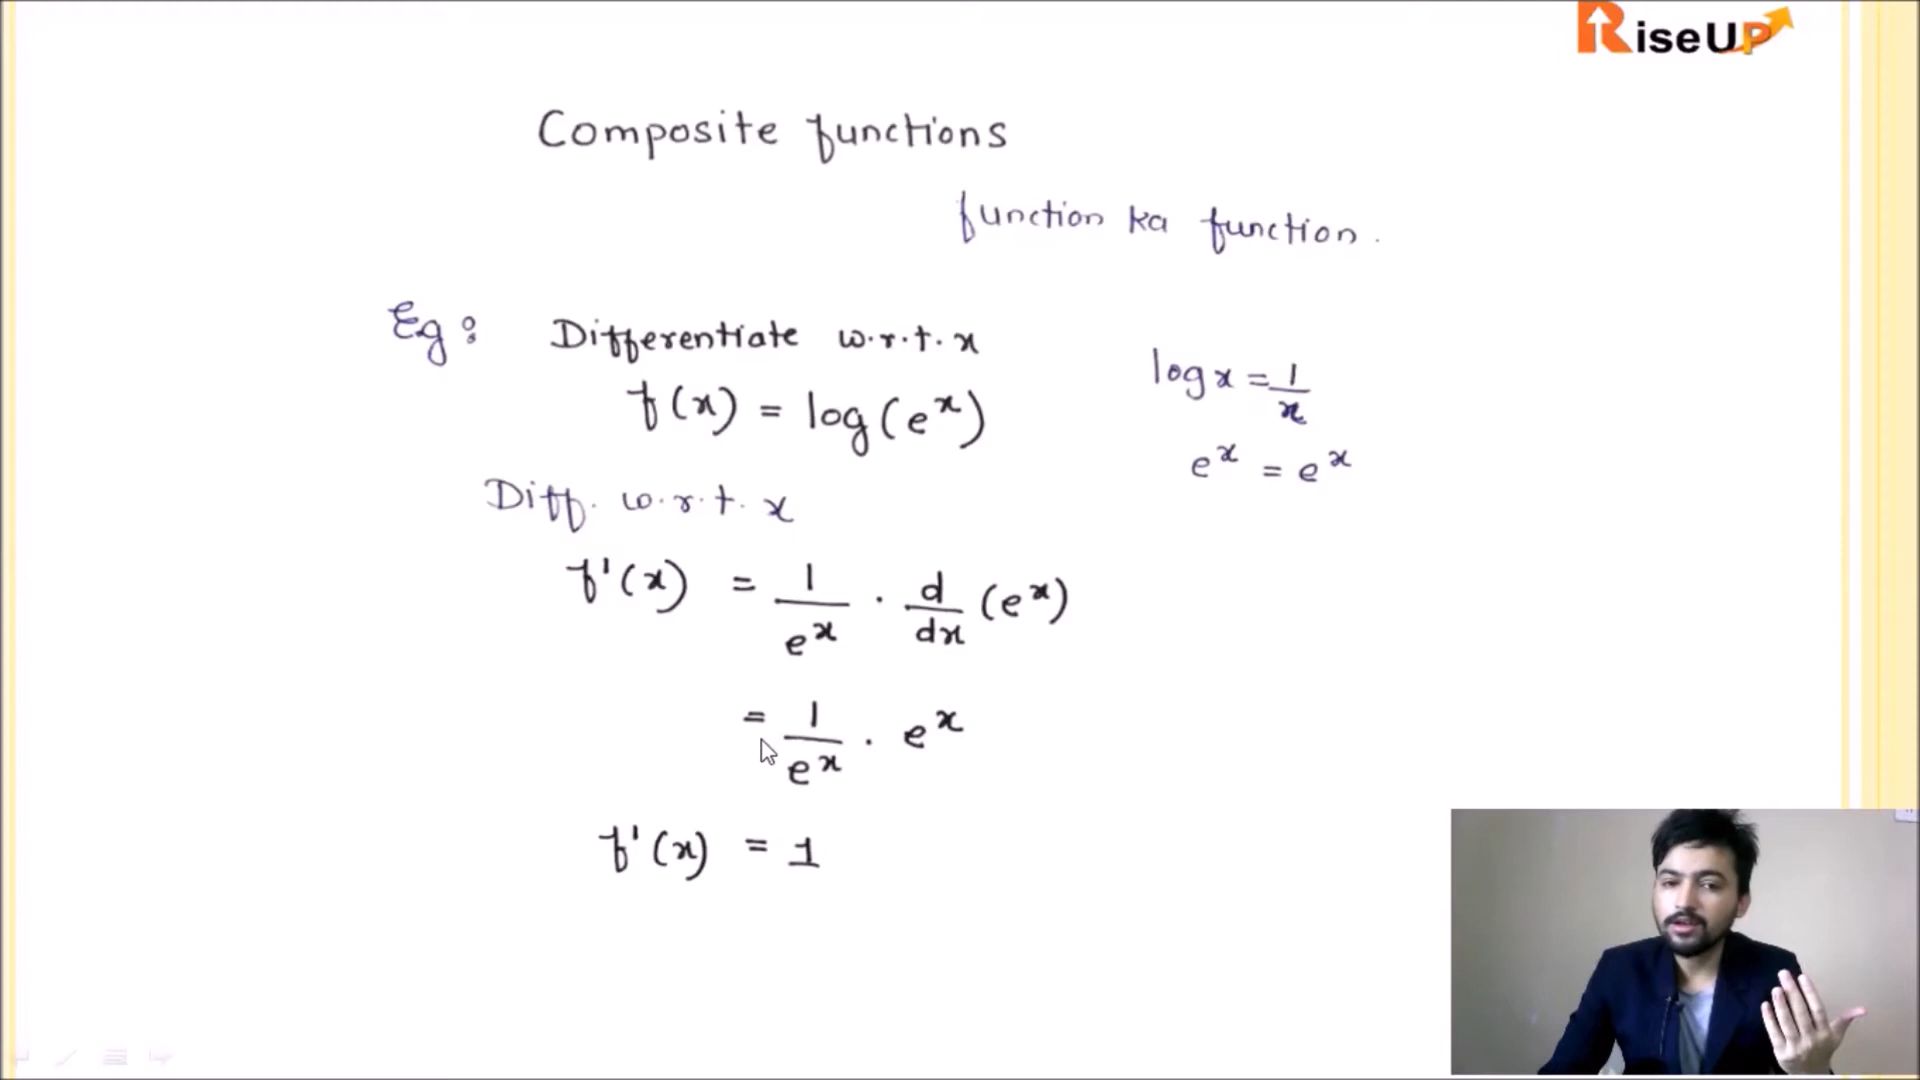 RiseUP
Composite functions
function ka function.
Eg: Differentiate w.r.t. x
f(x) = log(e^x)
log x = 1/x
e^x = e^x
Diff. w.r.t. x
f'(x) = 1/e^x · d/dx (e^x)
= 1/e^x · e^x
f'(x) = 1